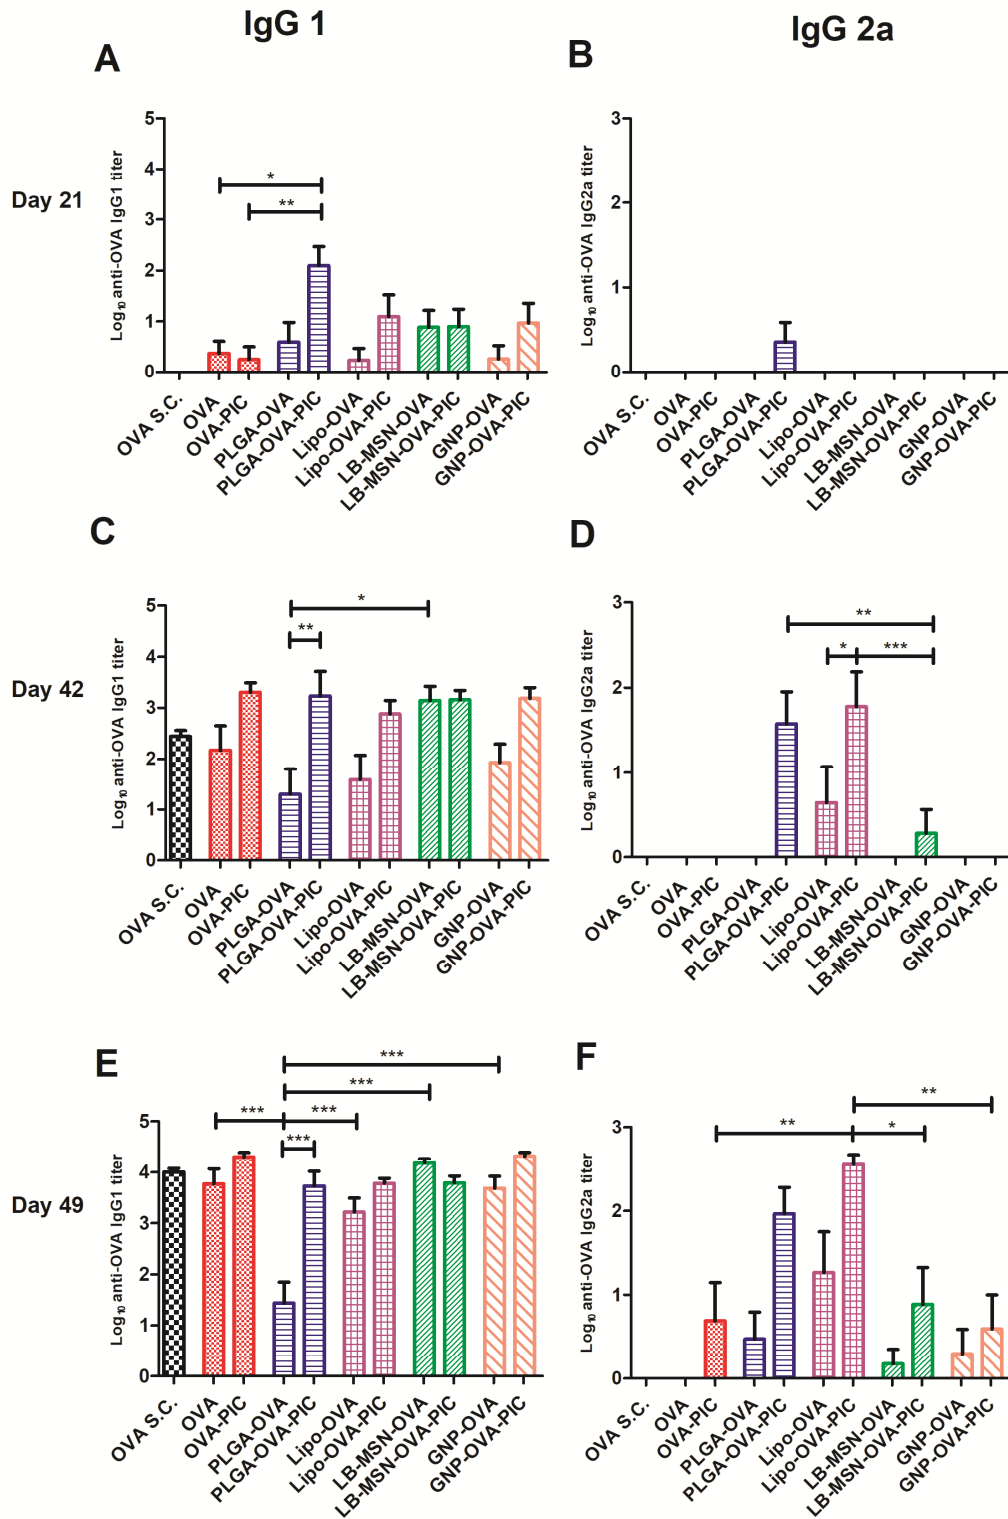 IgG 1
IgG 2a
A
B
Day 21
Log10 anti-OVA IgG1 titer
5
4
3
2
1
0
*
**
OVA S.C.
OVA
OVA-PIC
PLGA-OVA
PLGA-OVA-PIC
Lipo-OVA
Lipo-OVA-PIC
LB-MSN-OVA
LB-MSN-OVA-PIC
GNP-OVA
GNP-OVA-PIC
Log10 anti-OVA IgG2a titer
3
2
1
0
OVA S.C.
OVA
OVA-PIC
PLGA-OVA
PLGA-OVA-PIC
Lipo-OVA
Lipo-OVA-PIC
LB-MSN-OVA
LB-MSN-OVA-PIC
GNP-OVA
GNP-OVA-PIC
C
D
Day 42
Log10 anti-OVA IgG1 titer
5
4
3
2
1
0
*
**
OVA S.C.
OVA
OVA-PIC
PLGA-OVA
PLGA-OVA-PIC
Lipo-OVA
Lipo-OVA-PIC
LB-MSN-OVA
LB-MSN-OVA-PIC
GNP-OVA
GNP-OVA-PIC
Log10 anti-OVA IgG2a titer
3
2
1
0
**
* ***
OVA S.C.
OVA
OVA-PIC
PLGA-OVA
PLGA-OVA-PIC
Lipo-OVA
Lipo-OVA-PIC
LB-MSN-OVA
LB-MSN-OVA-PIC
GNP-OVA
GNP-OVA-PIC
E
F
Day 49
Log10 anti-OVA IgG1 titer
5
4
3
2
1
0
***
***
*** ***
***
OVA S.C.
OVA
OVA-PIC
PLGA-OVA
PLGA-OVA-PIC
Lipo-OVA
Lipo-OVA-PIC
LB-MSN-OVA
LB-MSN-OVA-PIC
GNP-OVA
GNP-OVA-PIC
Log10 anti-OVA IgG2a titer
3
2
1
0
**
** *
OVA S.C.
OVA
OVA-PIC
PLGA-OVA
PLGA-OVA-PIC
Lipo-OVA
Lipo-OVA-PIC
LB-MSN-OVA
LB-MSN-OVA-PIC
GNP-OVA
GNP-OVA-PIC